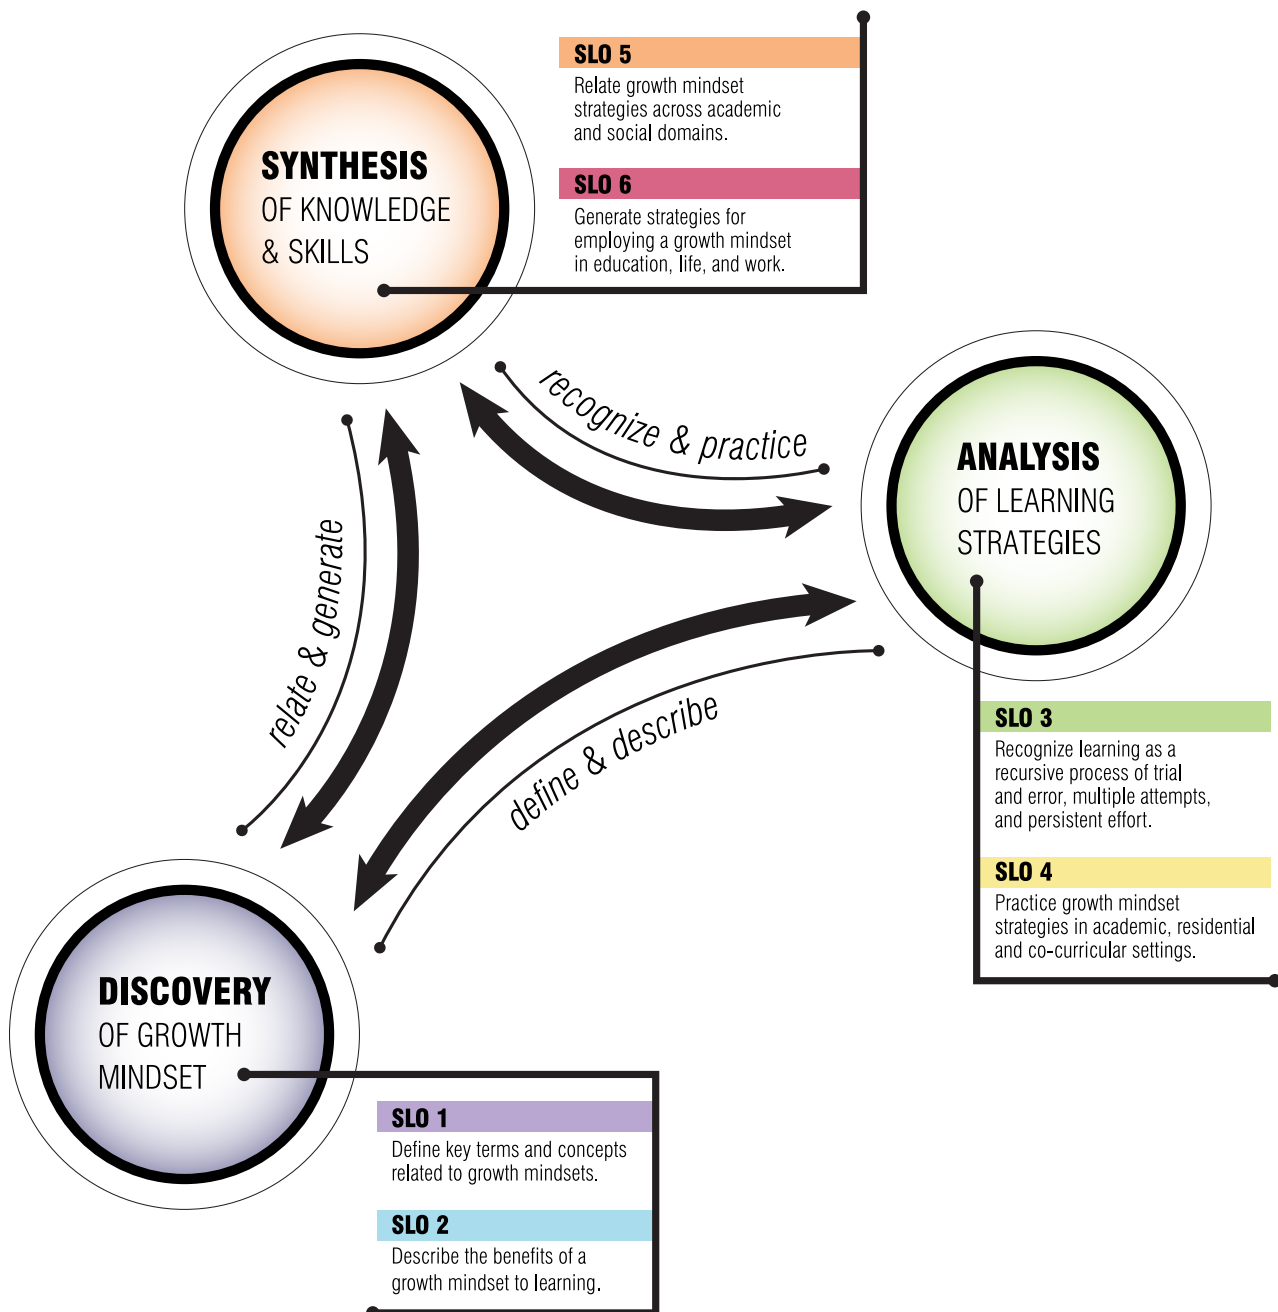 SYNTHESIS
OF KNOWLEDGE
& SKILLS
SLO 5
Relate growth mindset
strategies across academic
and social domains.
SLO 6
Generate strategies for
employing a growth mindset
in education, life, and work.
recognize & practice
ANALYSIS
OF LEARNING
STRATEGIES
SLO 3
Recognize learning as a
recursive process of trial
and error, multiple attempts,
and persistent effort.
SLO 4
Practice growth mindset
strategies in academic, residential
and co-curricular settings.
relate & generate
define & describe
DISCOVERY
OF GROWTH
MINDSET
SLO 1
Define key terms and concepts
related to growth mindsets.
SLO 2
Describe the benefits of a
growth mindset to learning.